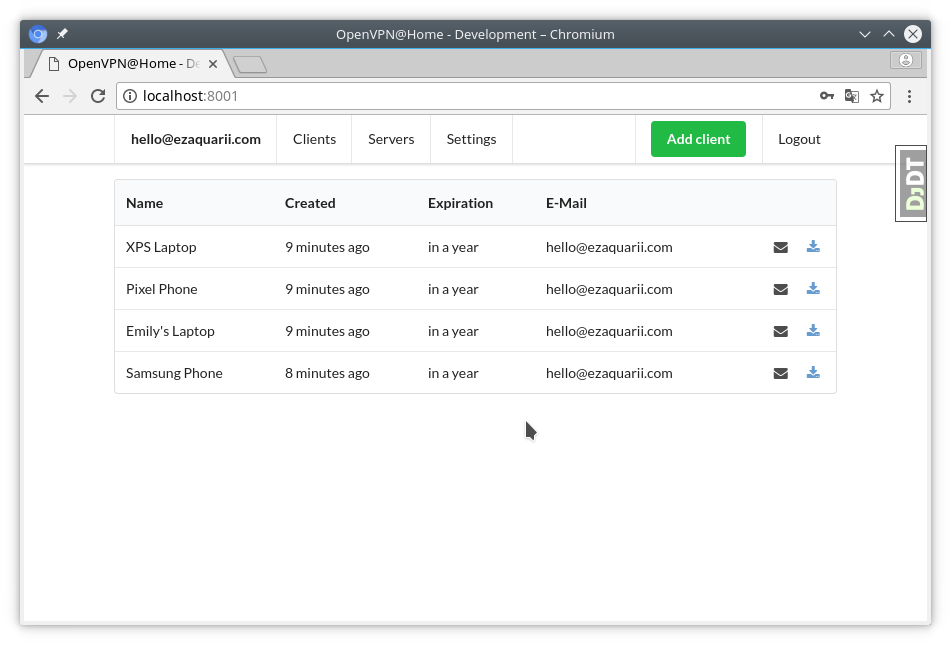 OpenVPN@Home - Development – Chromium
OpenVPN@Home - De
localhost:8001
hello@ezaquarii.com Clients Servers Settings Add client Logout
DjDT
Name Created Expiration E-Mail
XPS Laptop 9 minutes ago in a year hello@ezaquarii.com
Pixel Phone 9 minutes ago in a year hello@ezaquarii.com
Emily's Laptop 9 minutes ago in a year hello@ezaquarii.com
Samsung Phone 8 minutes ago in a year hello@ezaquarii.com